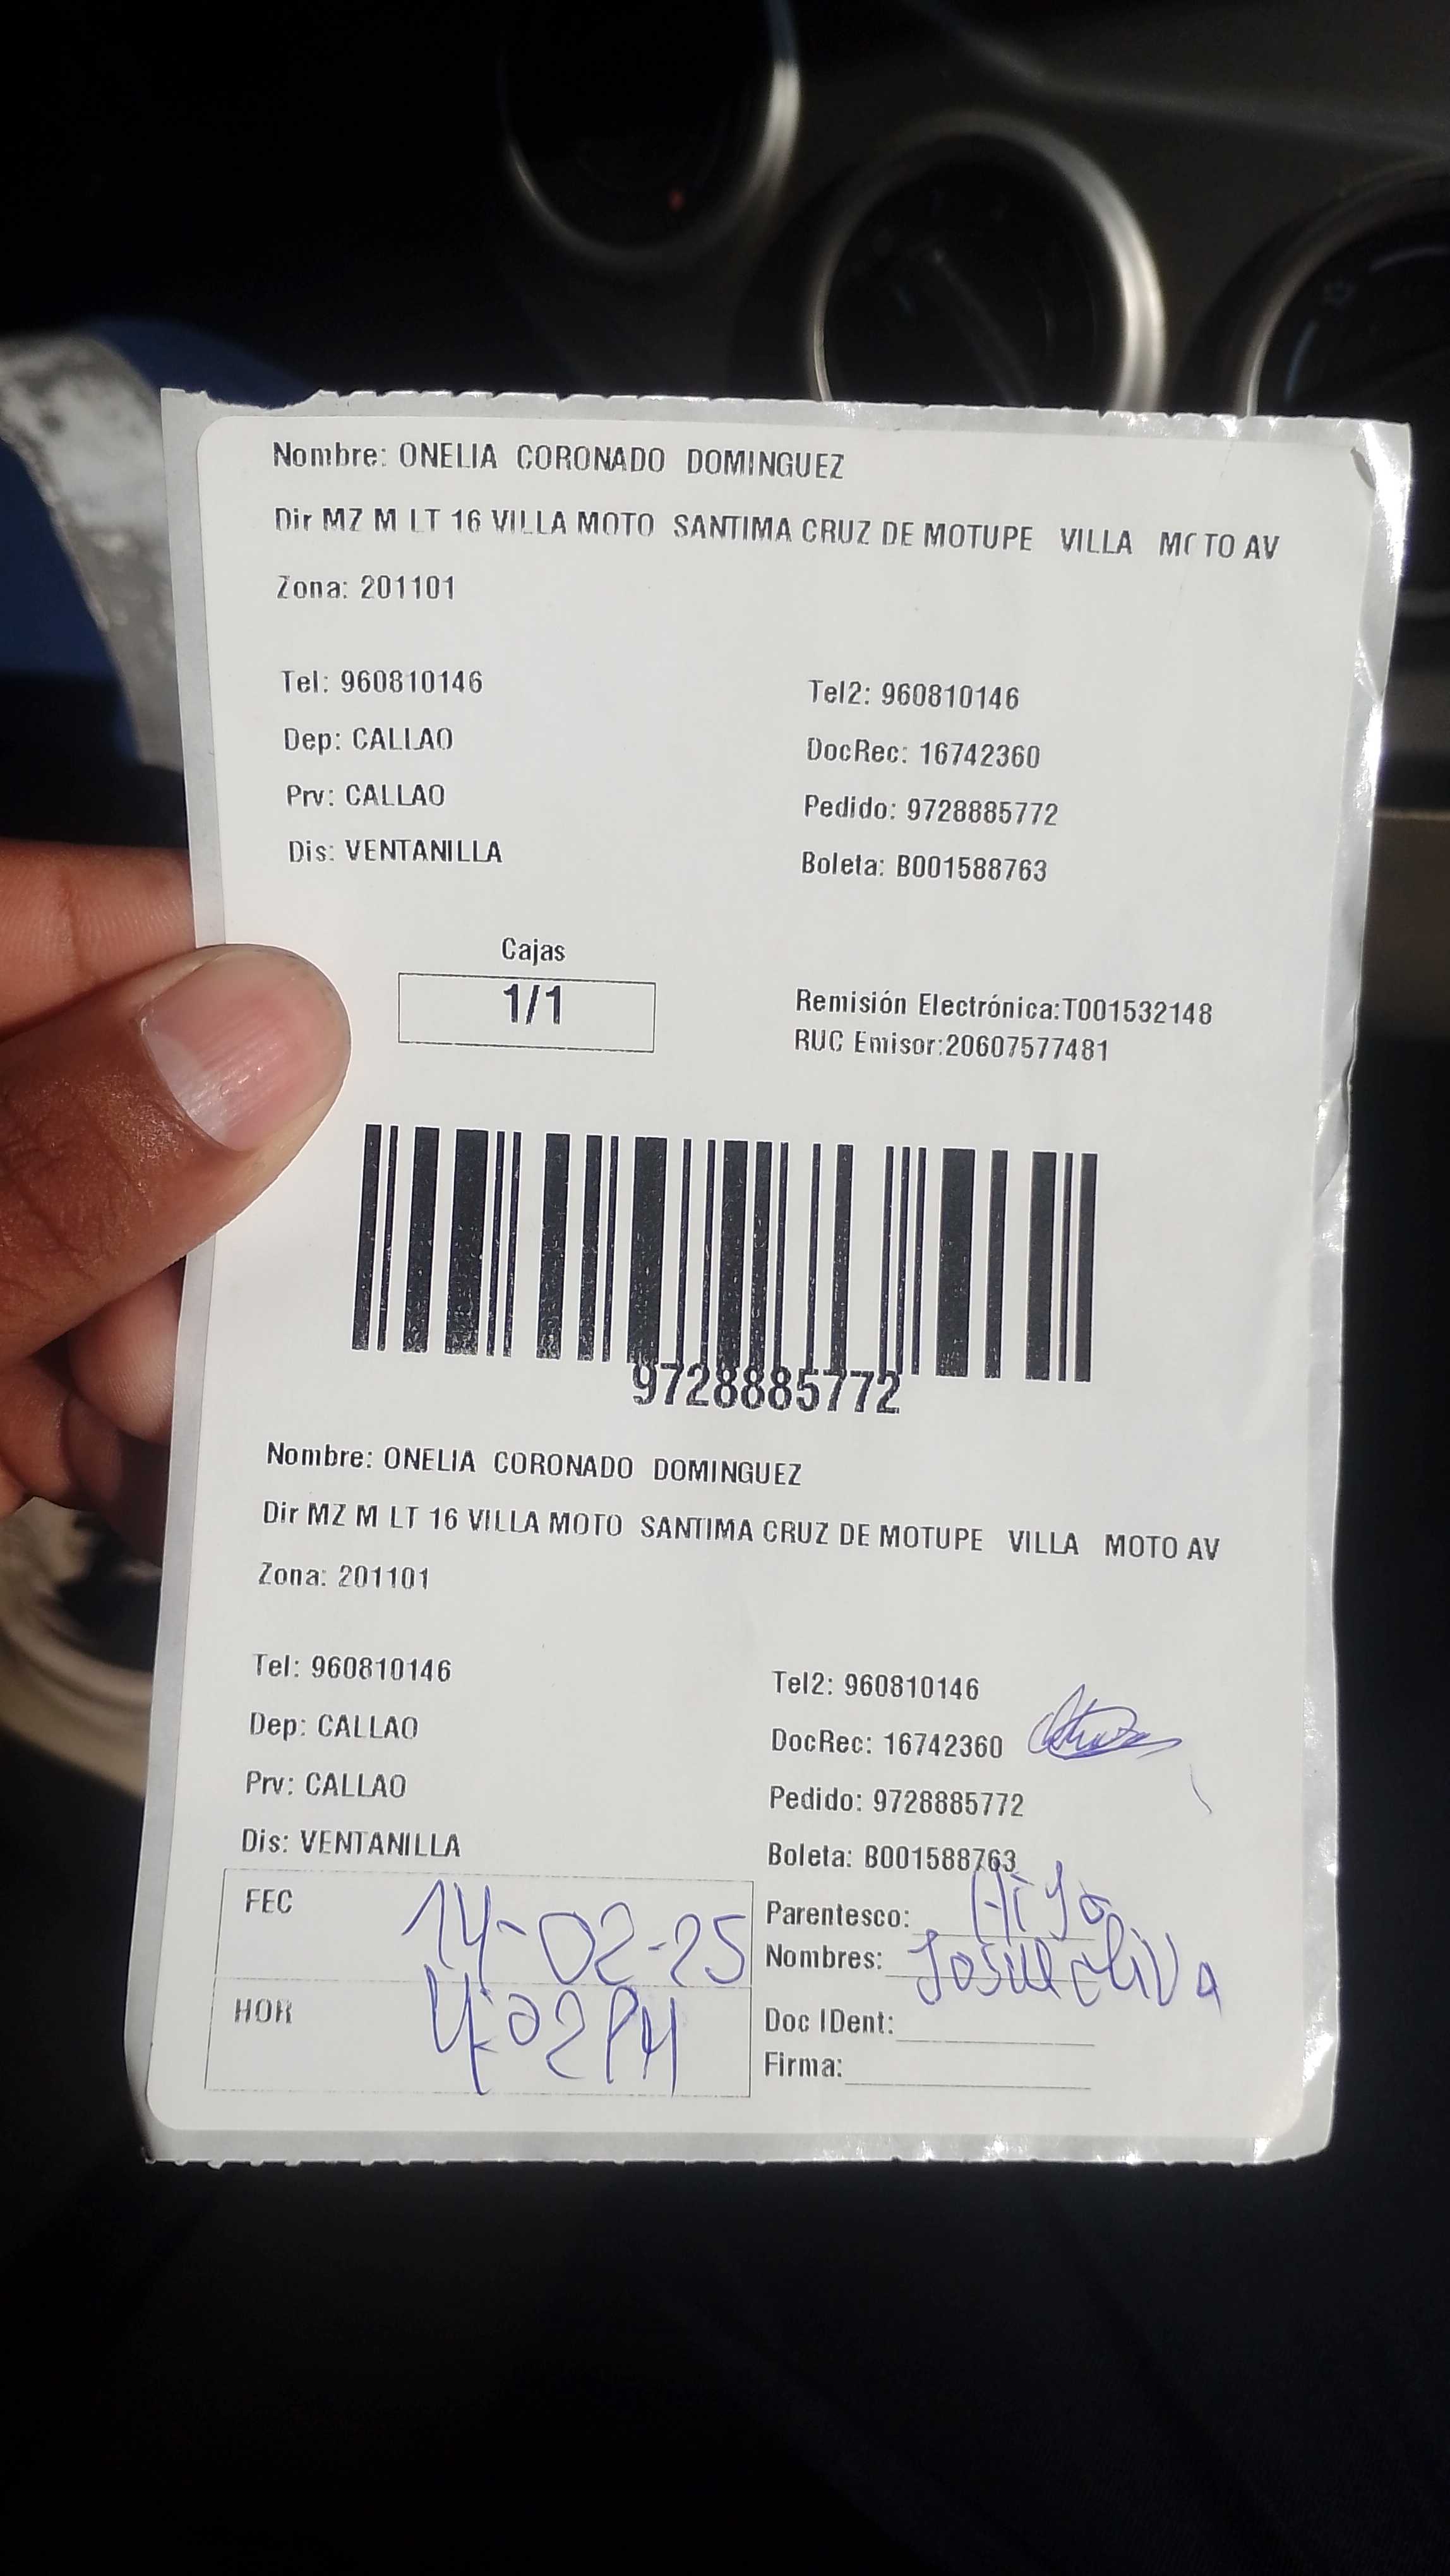 Nombre: ONELIA CORONADO DOMINGUEZ
Dir MZ M LT 16 VILLA MOTO SANTIMA CRUZ DE MOTUPE VILLA MOTO AV
Zona: 201101
Tel: 960810146 Tel2: 960810146
Dep: CALLAO DocRec: 16742360
Prv: CALLAO Pedido: 9728885772
Dis: VENTANILLA Boleta: B001588763
Cajas
1/1
Remisión Electrónica:T001532148
RUC Emisor:20607577481
9728885772
Nombre: ONELIA CORONADO DOMINGUEZ
Dir MZ M LT 16 VILLA MOTO SANTIMA CRUZ DE MOTUPE VILLA MOTO AV
Zona: 201101
Tel: 960810146 Tel2: 960810146
Dep: CALLAO DocRec: 16742360
Prv: CALLAO Pedido: 9728885772
Dis: VENTANILLA Boleta: B001588763
FEC 14-02-25 Parentesco: Hijo
Nombres: Josue oliva
HOR 4:02 PM Doc IDent:
Firma: